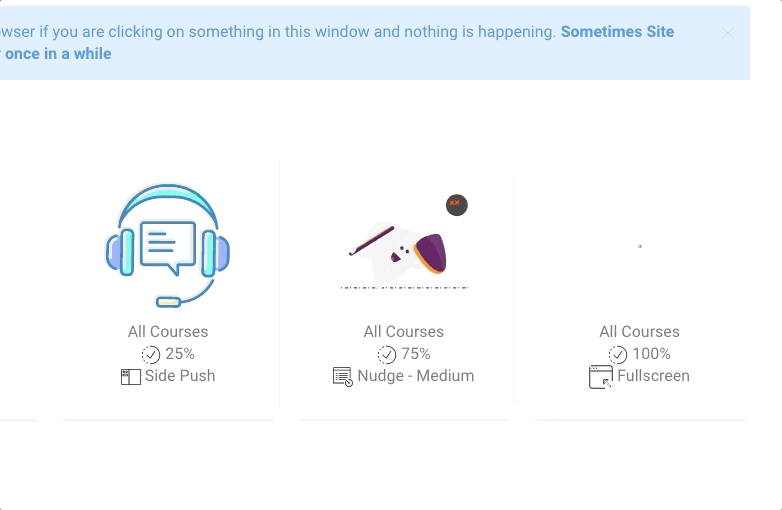 wser if you are clicking on something in this window and nothing is happening. Sometimes Site
once in a while
All Courses
25%
Side Push
All Courses
75%
Nudge - Medium
All Courses
100%
Fullscreen